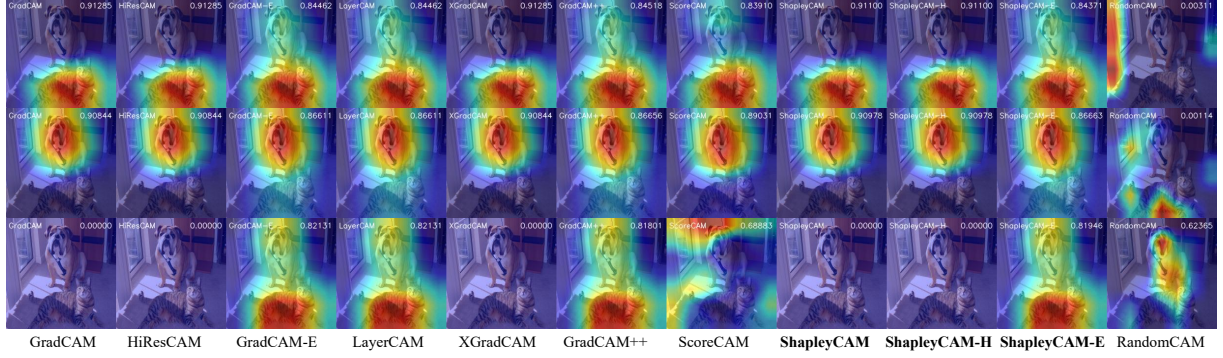 GradCAM 0.91285 HiResCAM 0.91285 GradCAM-E 0.84462 LayerCAM 0.84462 XGradCAM 0.91285 GradCAM++ 0.84518 ScoreCAM 0.83910 ShapleyCAM 0.91100 ShapleyCAM-H 0.91100 ShapleyCAM-E 0.84371 RandomCAM 0.00311
GradCAM 0.90844 HiResCAM 0.90844 GradCAM-E 0.86611 LayerCAM 0.86611 XGradCAM 0.90844 GradCAM++ 0.86656 ScoreCAM 0.89031 ShapleyCAM 0.90978 ShapleyCAM-H 0.90978 ShapleyCAM-E 0.86663 RandomCAM 0.00114
GradCAM 0.00000 HiResCAM 0.00000 GradCAM-E 0.82131 LayerCAM 0.82131 XGradCAM 0.00000 GradCAM++ 0.81801 ScoreCAM 0.68883 ShapleyCAM 0.00000 ShapleyCAM-H 0.00000 ShapleyCAM-E 0.81946 RandomCAM 0.62365
GradCAM HiResCAM GradCAM-E LayerCAM XGradCAM GradCAM++ ScoreCAM ShapleyCAM ShapleyCAM-H ShapleyCAM-E RandomCAM